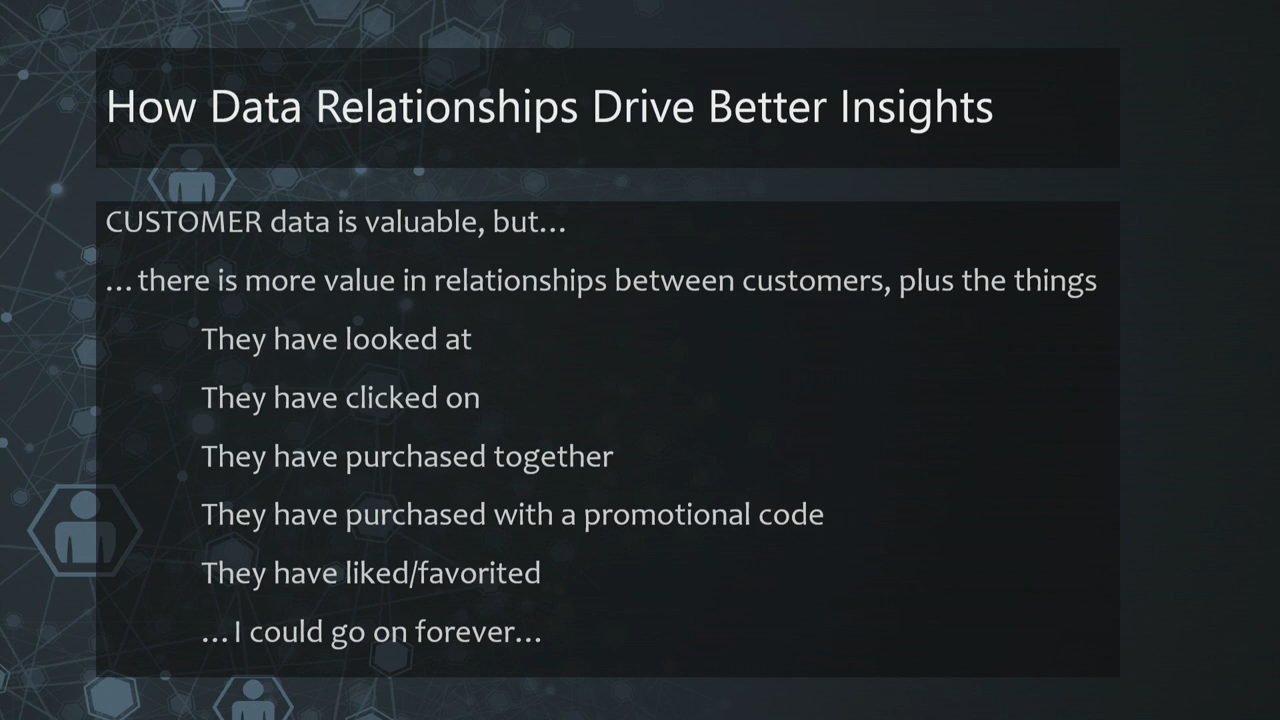 How Data Relationships Drive Better Insights
CUSTOMER data is valuable, but…
…there is more value in relationships between customers, plus the things
They have looked at
They have clicked on
They have purchased together
They have purchased with a promotional code
They have liked/favorited
…I could go on forever…